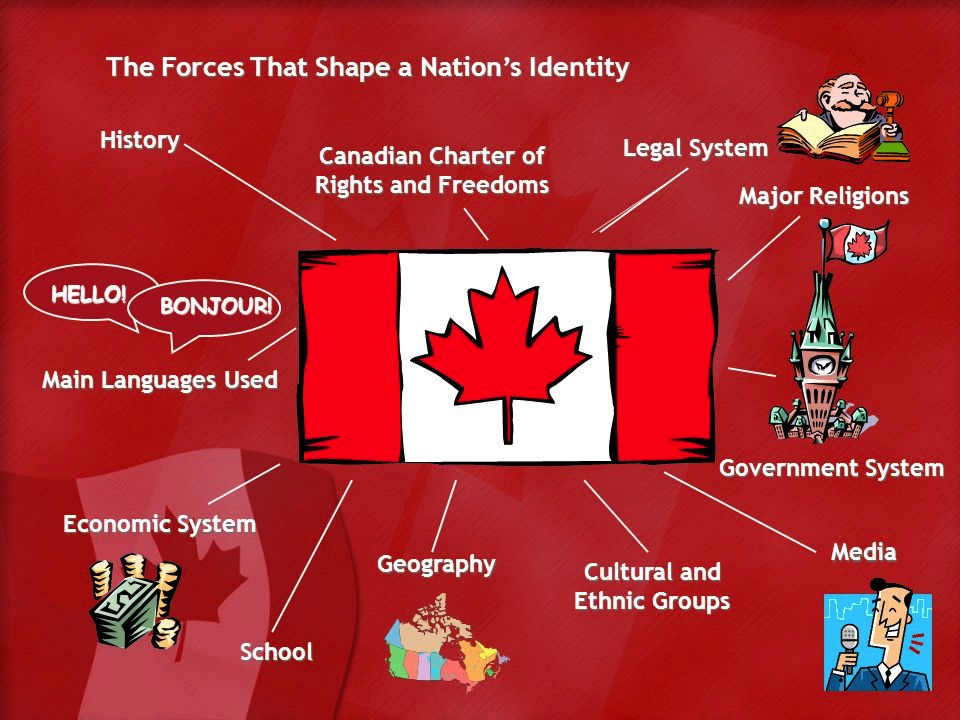 The Forces That Shape a Nation’s Identity
History
Canadian Charter of
Rights and Freedoms
Legal System
Major Religions
HELLO!
BONJOUR!
Main Languages Used
Government System
Economic System
Geography
Cultural and
Ethnic Groups
Media
School